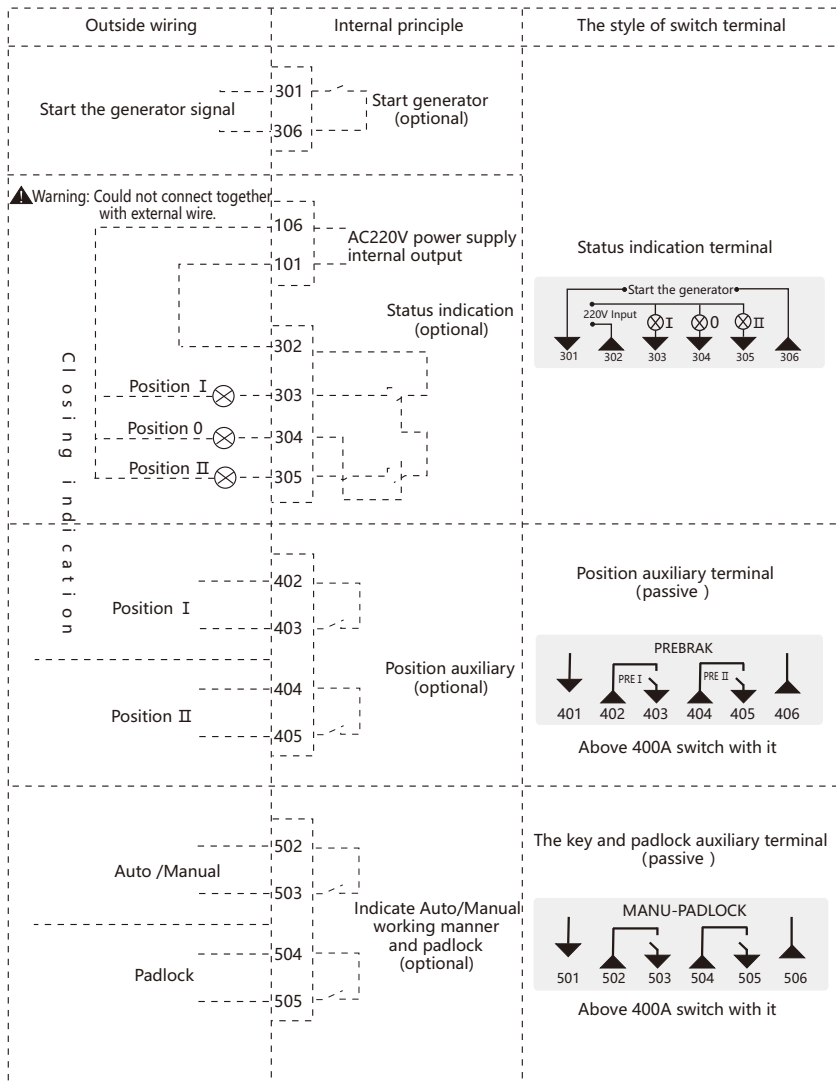 Outside wiring
Internal principle
The style of switch terminal
Start the generator signal
301
306
Start generator
(optional)
Warning: Could not connect together
with external wire.
106
101
AC220V power supply
internal output
Status indication
(optional)
302
303
304
305
Closing indication
Position I
Position 0
Position II
Status indication terminal
Start the generator
220V Input
I
0
II
301 302 303 304 305 306
402
403
404
405
Position I
Position II
Position auxiliary
(optional)
Position auxiliary terminal
(passive )
PREBRAK
PRE I
PRE II
401 402 403 404 405 406
Above 400A switch with it
502
503
504
505
Auto /Manual
Padlock
Indicate Auto/Manual
working manner
and padlock
(optional)
The key and padlock auxiliary terminal
(passive )
MANU-PADLOCK
501 502 503 504 505 506
Above 400A switch with it